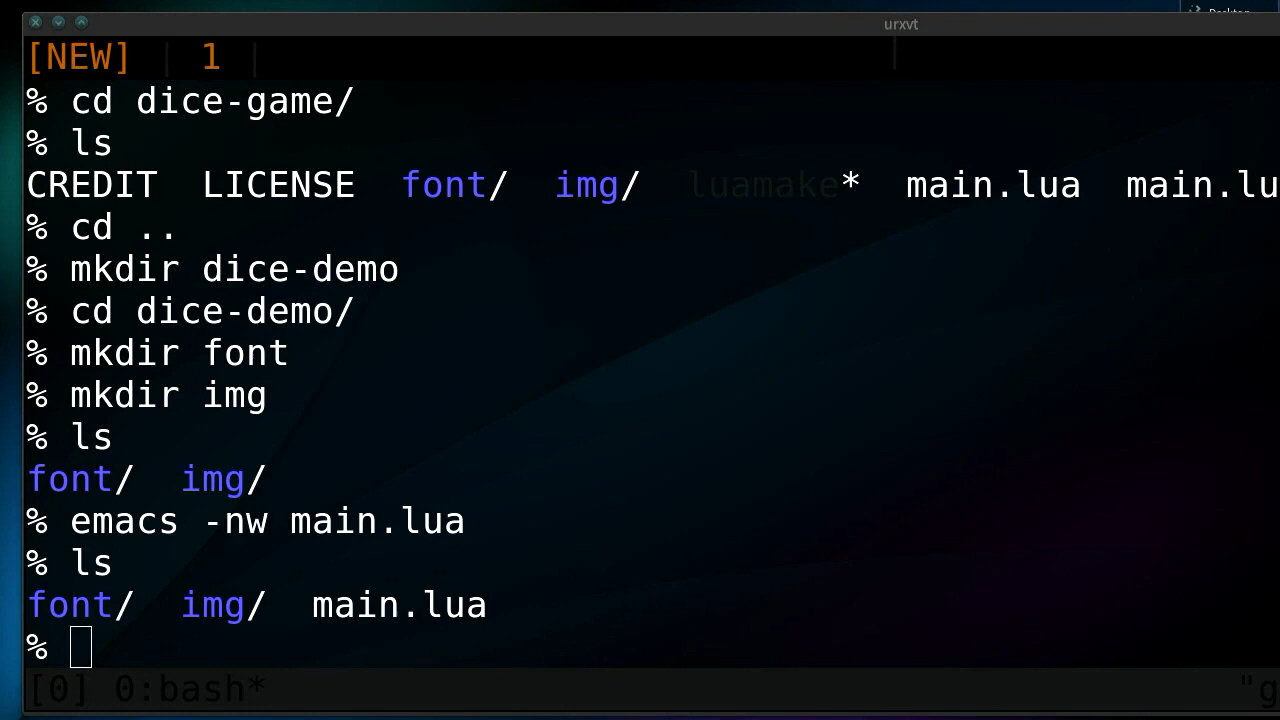 urxvt
[NEW] | 1 |
% cd dice-game/
% ls
CREDIT  LICENSE  font/  img/  luamake*  main.lua  main.lu
% cd ..
% mkdir dice-demo
% cd dice-demo/
% mkdir font
% mkdir img
% ls
font/  img/
% emacs -nw main.lua
% ls
font/  img/  main.lua
%
[0] 0:bash*  "g